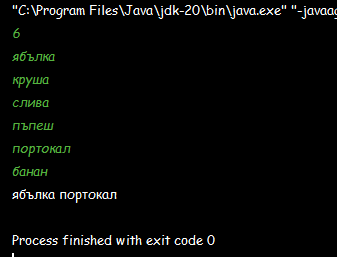 "C:\Program Files\Java\jdk-20\bin\java.exe" "-javaag
6
ябълка
круша
слива
пъпеш
портокал
банан
ябълка портокал
Process finished with exit code 0